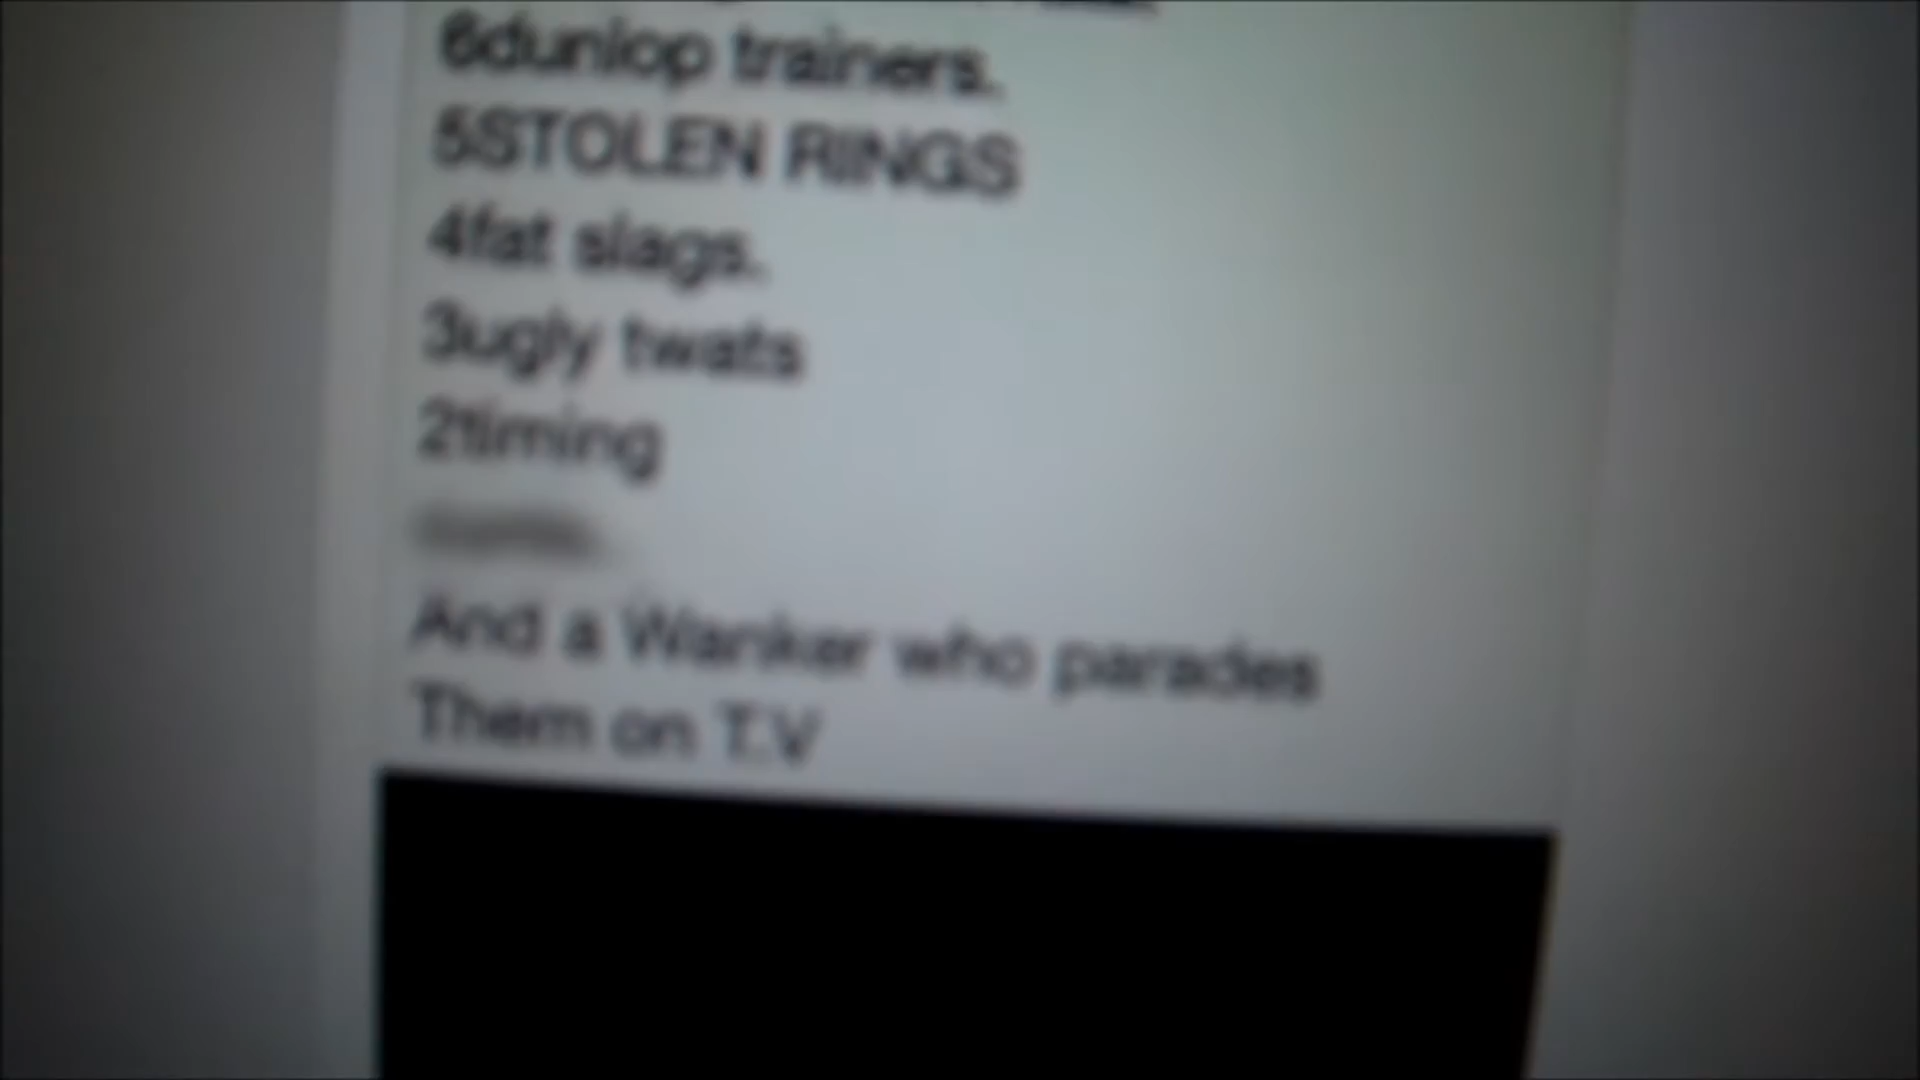 6dunlop trainers.
5STOLEN RINGS
4fat slags.
3ugly twats
2timing
And a Wanker who parades
Them on T.V